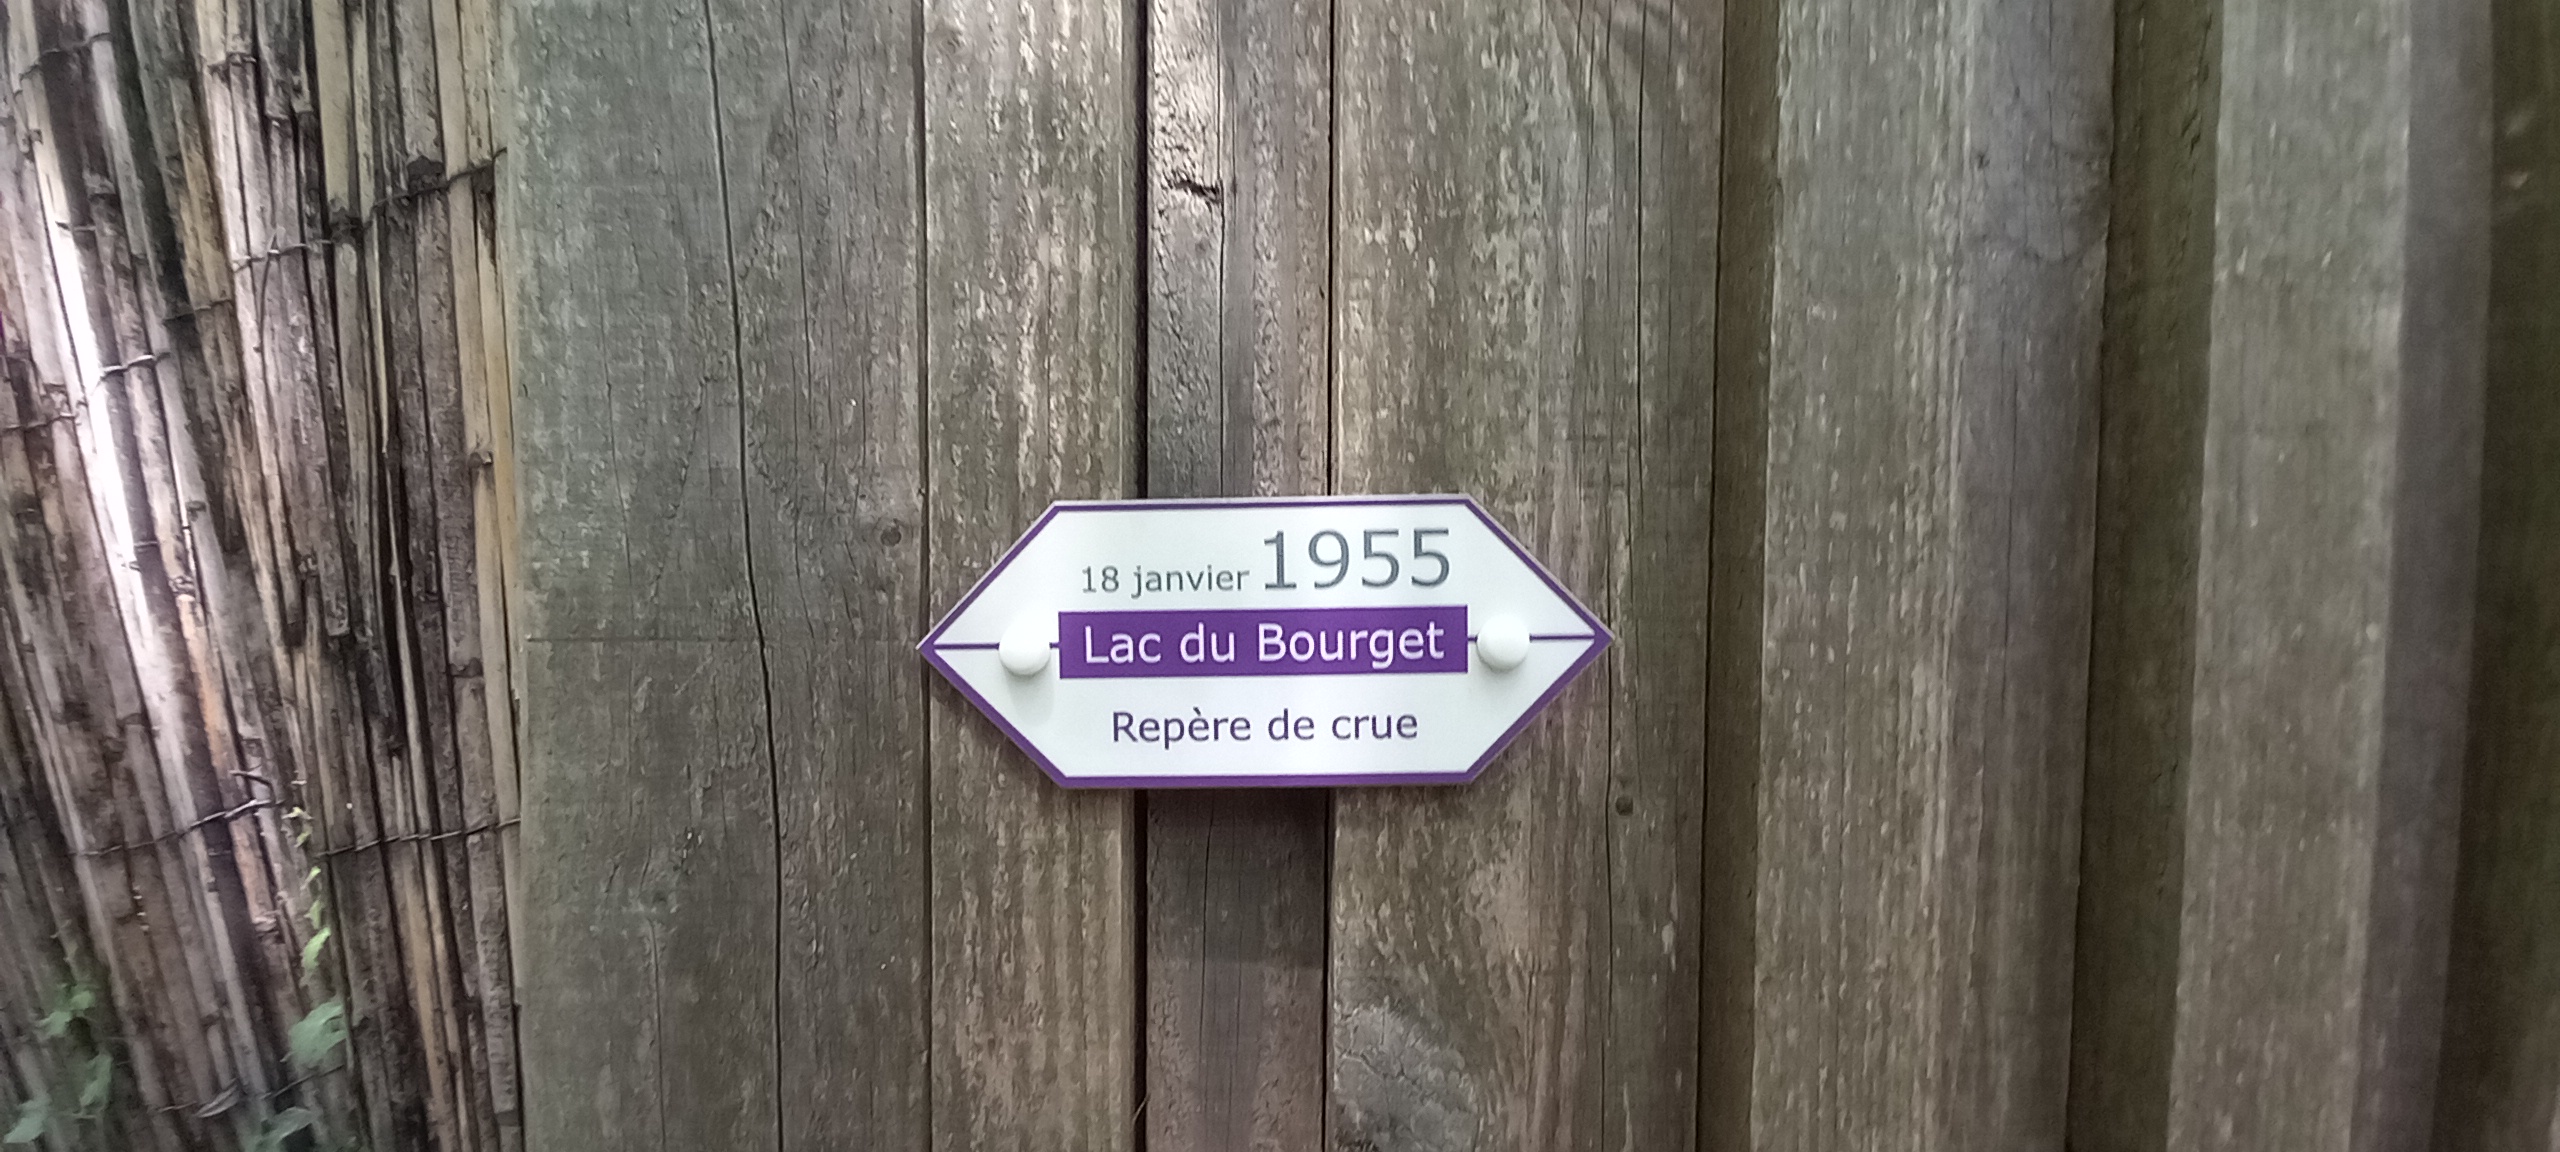 18 janvier 1955
Lac du Bourget
Repère de crue